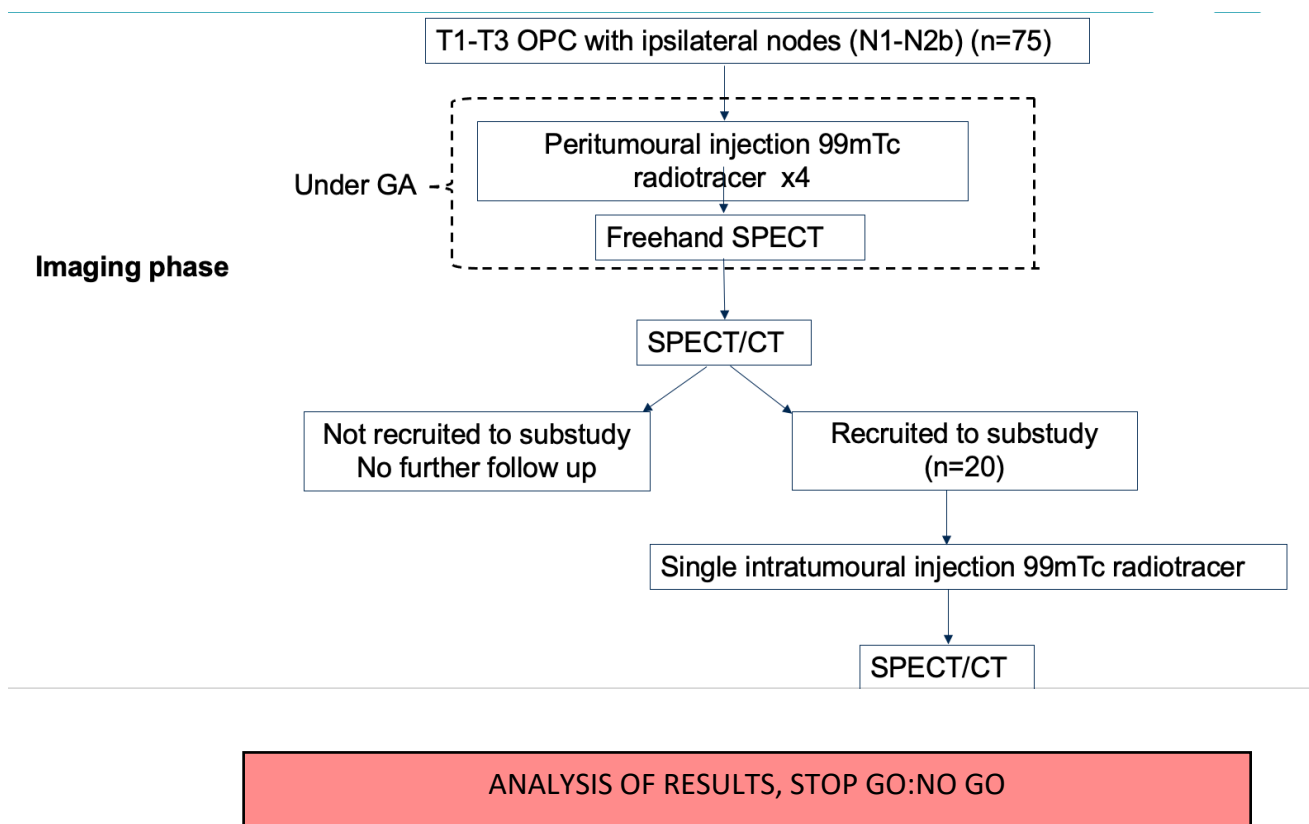 T1-T3 OPC with ipsilateral nodes (N1-N2b) (n=75)
Peritumoural injection 99mTc
radiotracer x4
Under GA
Freehand SPECT
Imaging phase
SPECT/CT
Not recruited to substudy
No further follow up
Recruited to substudy
(n=20)
Single intratumoural injection 99mTc radiotracer
SPECT/CT
ANALYSIS OF RESULTS, STOP GO:NO GO